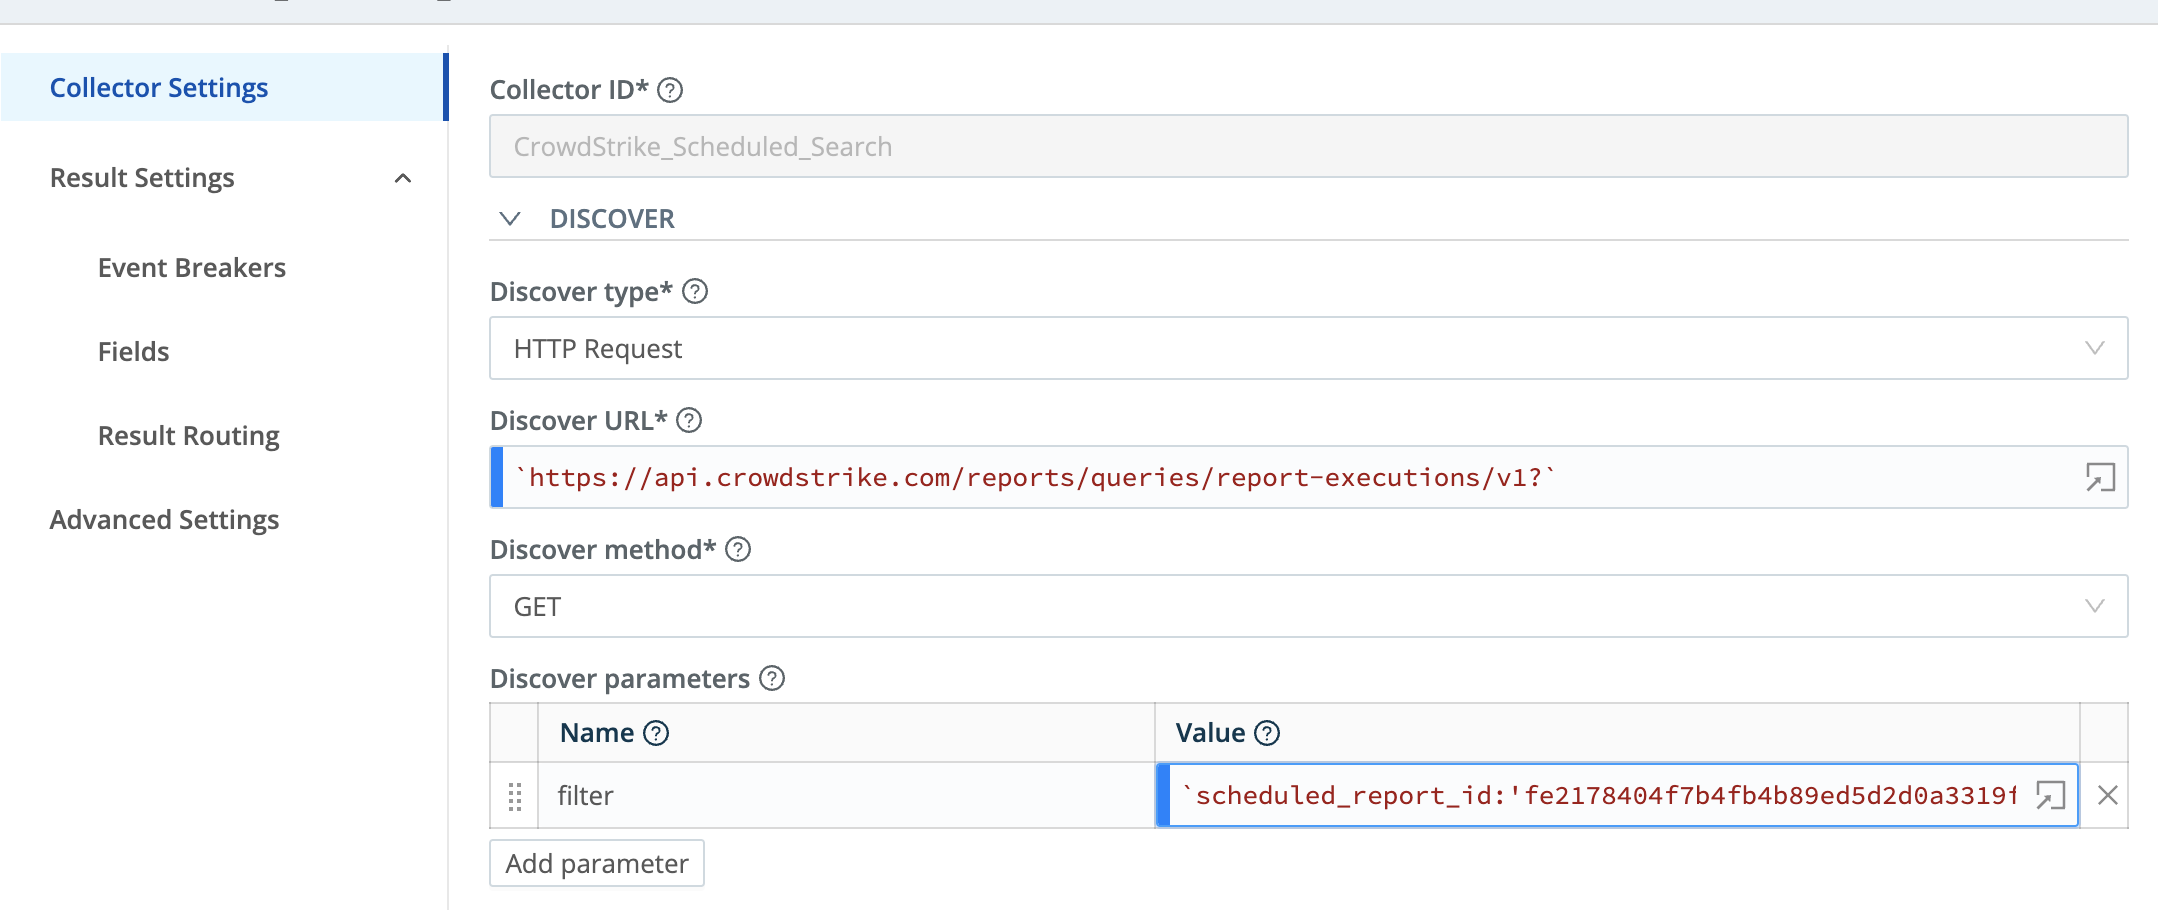 Collector Settings
Result Settings
Event Breakers
Fields
Result Routing
Advanced Settings
Collector ID*
CrowdStrike_Scheduled_Search
DISCOVER
Discover type*
HTTP Request
Discover URL*
`https://api.crowdstrike.com/reports/queries/report-executions/v1?`
Discover method*
GET
Discover parameters
Name Value
filter `scheduled_report_id:'fe2178404f7b4fb4b89ed5d2d0a3319f
Add parameter